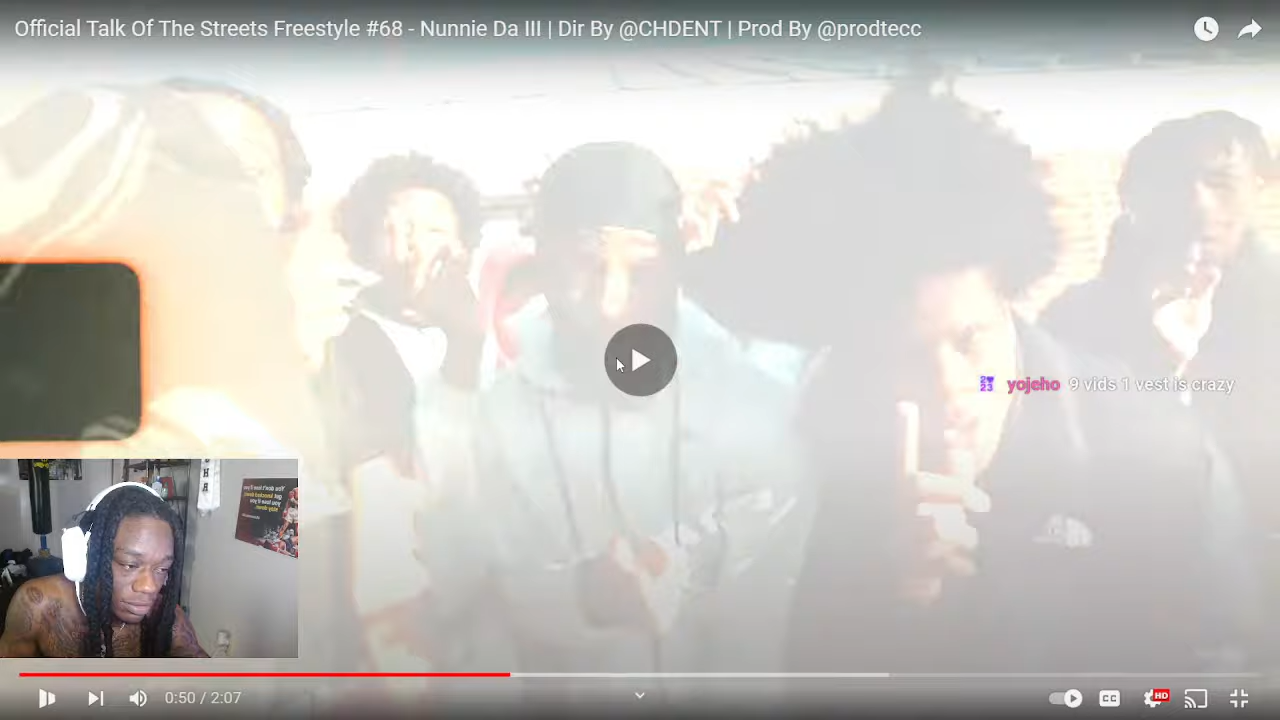 Official Talk Of The Streets Freestyle #68 - Nunnie Da III | Dir By @CHDENT | Prod By @prodtecc
yojeho 9 vids 1 vest is crazy
0:50 / 2:07
CC
HD